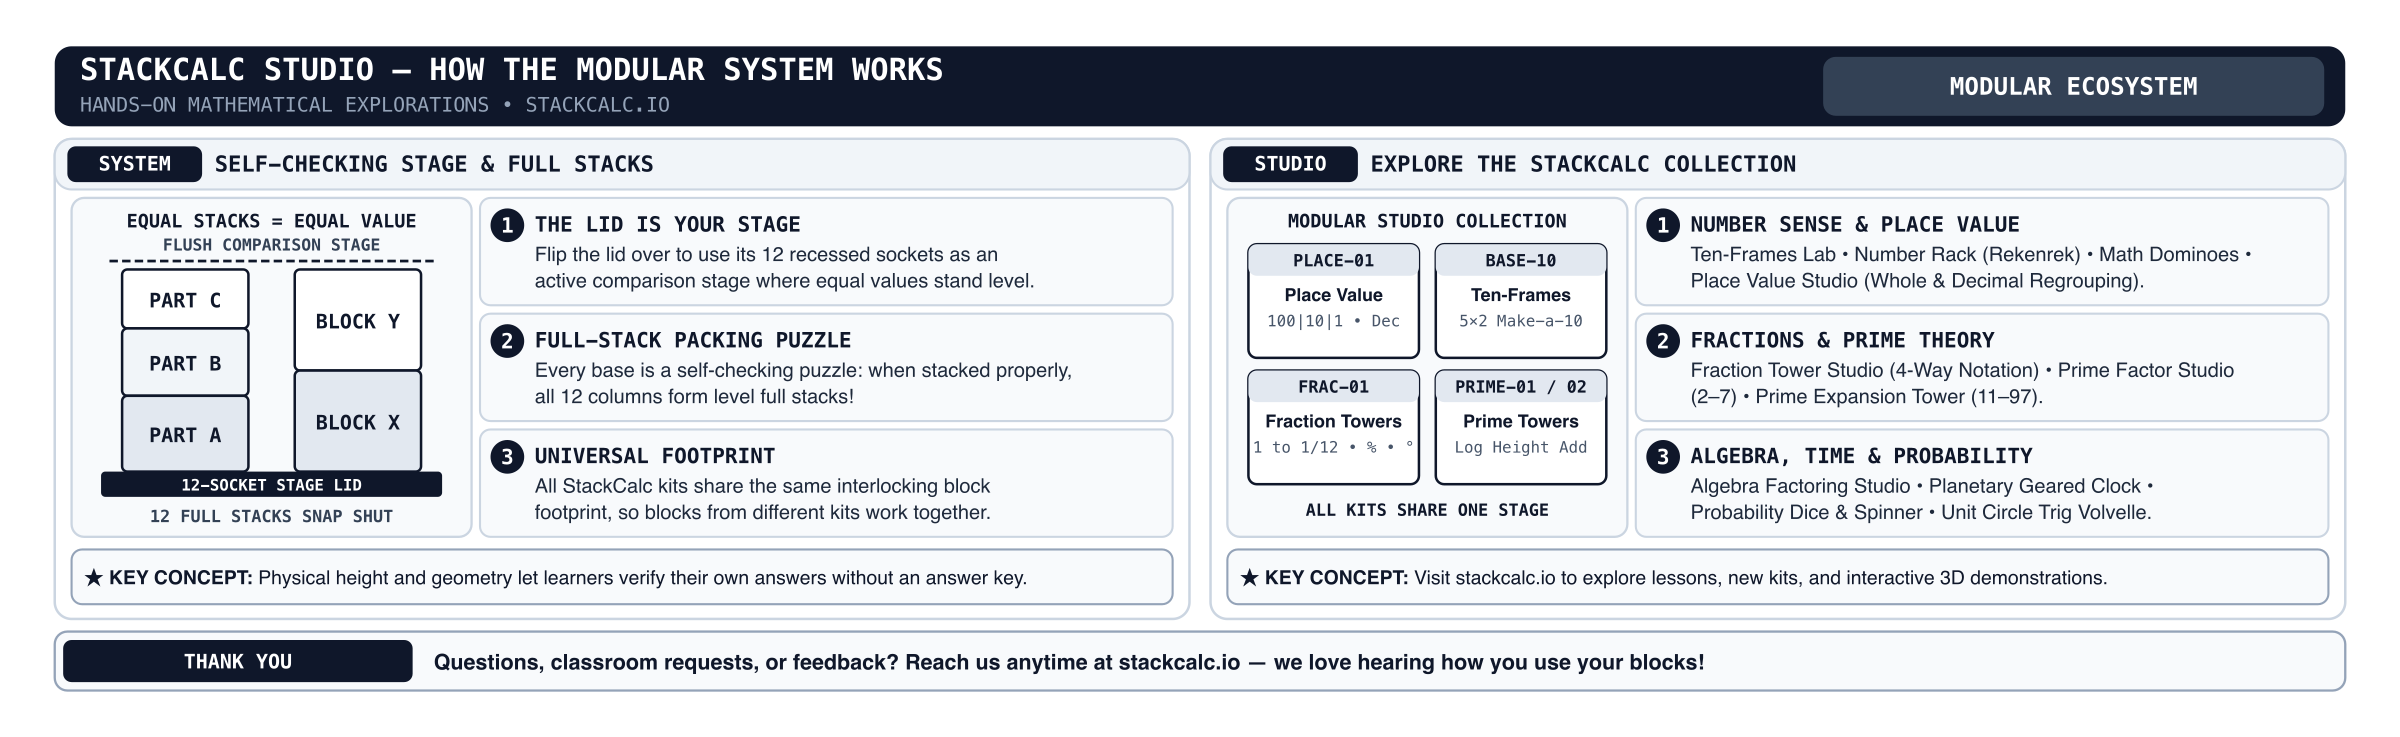 STACKCALC STUDIO — HOW THE MODULAR SYSTEM WORKS
HANDS-ON MATHEMATICAL EXPLORATIONS • STACKCALC.IO
MODULAR ECOSYSTEM
SYSTEM
SELF-CHECKING STAGE & FULL STACKS
EQUAL STACKS = EQUAL VALUE
FLUSH COMPARISON STAGE
PART C
PART B
PART A
BLOCK Y
BLOCK X
12-SOCKET STAGE LID
12 FULL STACKS SNAP SHUT
1
THE LID IS YOUR STAGE
Flip the lid over to use its 12 recessed sockets as an
active comparison stage where equal values stand level.
2
FULL-STACK PACKING PUZZLE
Every base is a self-checking puzzle: when stacked properly,
all 12 columns form level full stacks!
3
UNIVERSAL FOOTPRINT
All StackCalc kits share the same interlocking block
footprint, so blocks from different kits work together.
★ KEY CONCEPT: Physical height and geometry let learners verify their own answers without an answer key.
STUDIO
EXPLORE THE STACKCALC COLLECTION
MODULAR STUDIO COLLECTION
PLACE-01
Place Value
100|10|1 • Dec
BASE-10
Ten-Frames
5×2 Make-a-10
FRAC-01
Fraction Towers
1 to 1/12 • % • °
PRIME-01 / 02
Prime Towers
Log Height Add
ALL KITS SHARE ONE STAGE
1
NUMBER SENSE & PLACE VALUE
Ten-Frames Lab • Number Rack (Rekenrek) • Math Dominoes •
Place Value Studio (Whole & Decimal Regrouping).
2
FRACTIONS & PRIME THEORY
Fraction Tower Studio (4-Way Notation) • Prime Factor Studio
(2–7) • Prime Expansion Tower (11–97).
3
ALGEBRA, TIME & PROBABILITY
Algebra Factoring Studio • Planetary Geared Clock •
Probability Dice & Spinner • Unit Circle Trig Volvelle.
★ KEY CONCEPT: Visit stackcalc.io to explore lessons, new kits, and interactive 3D demonstrations.
THANK YOU
Questions, classroom requests, or feedback? Reach us anytime at stackcalc.io — we love hearing how you use your blocks!